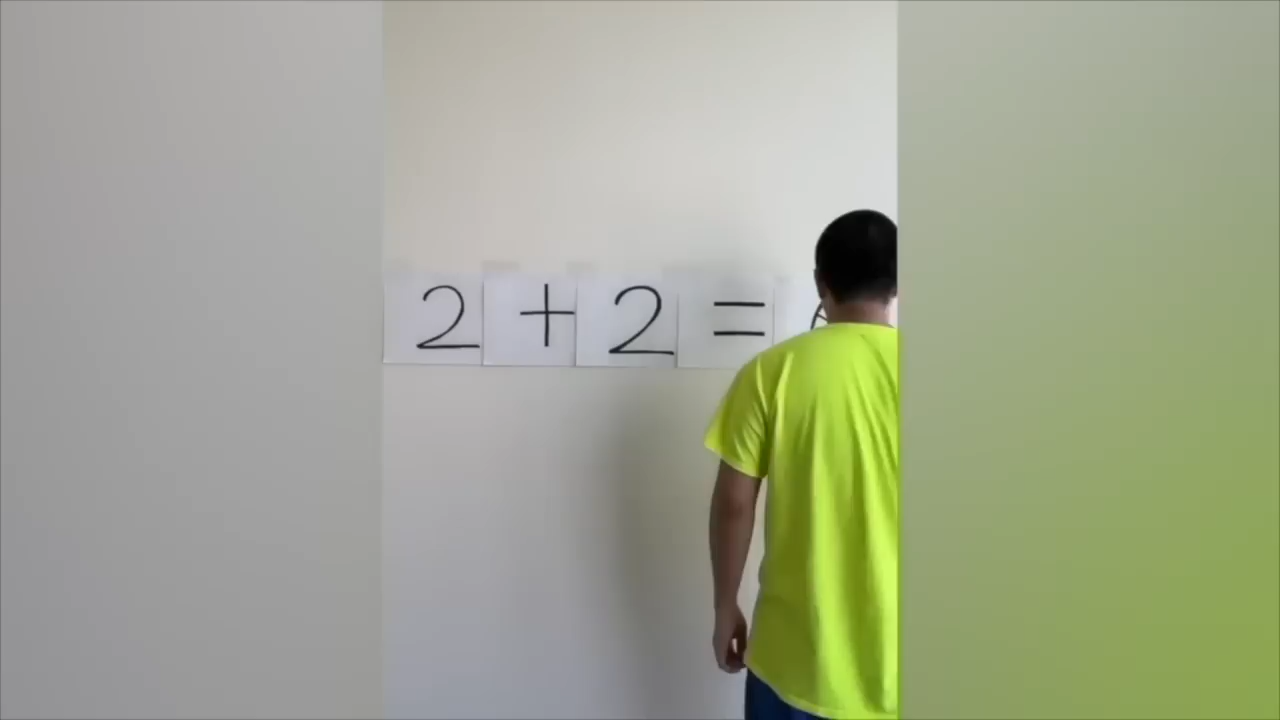 2 + 2 =